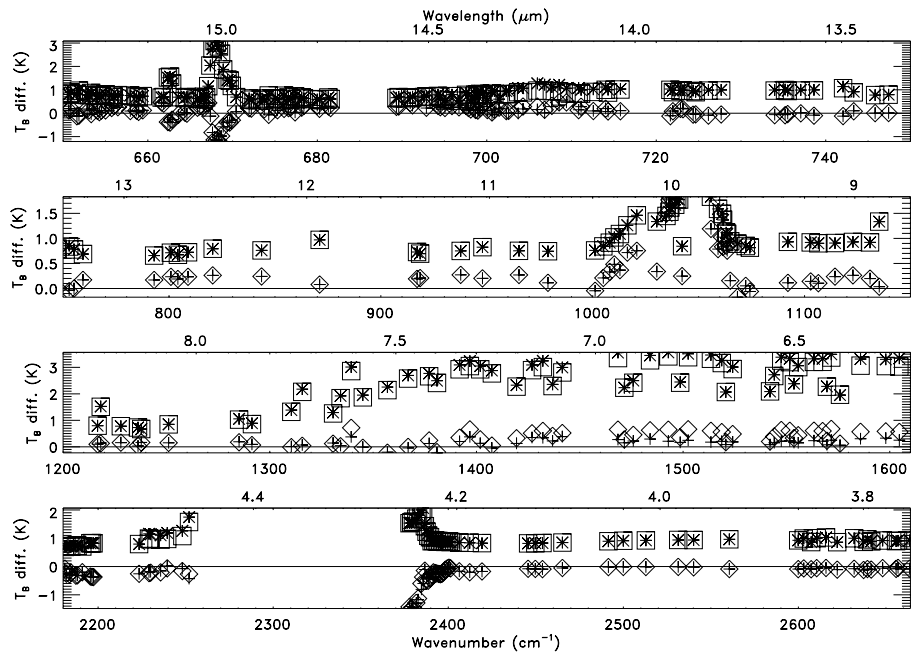 Wavelength (μm)
15.0 14.5 14.0 13.5
T_B diff. (K)
3
2
1
0
−1
660 680 700 720 740
13 12 11 10 9
T_B diff. (K)
1.5
1.0
0.5
0.0
800 900 1000 1100
8.0 7.5 7.0 6.5
T_B diff. (K)
3
2
1
0
1200 1300 1400 1500 1600
4.4 4.2 4.0 3.8
T_B diff. (K)
2
1
0
−1
2200 2300 2400 2500 2600
Wavenumber (cm⁻¹)